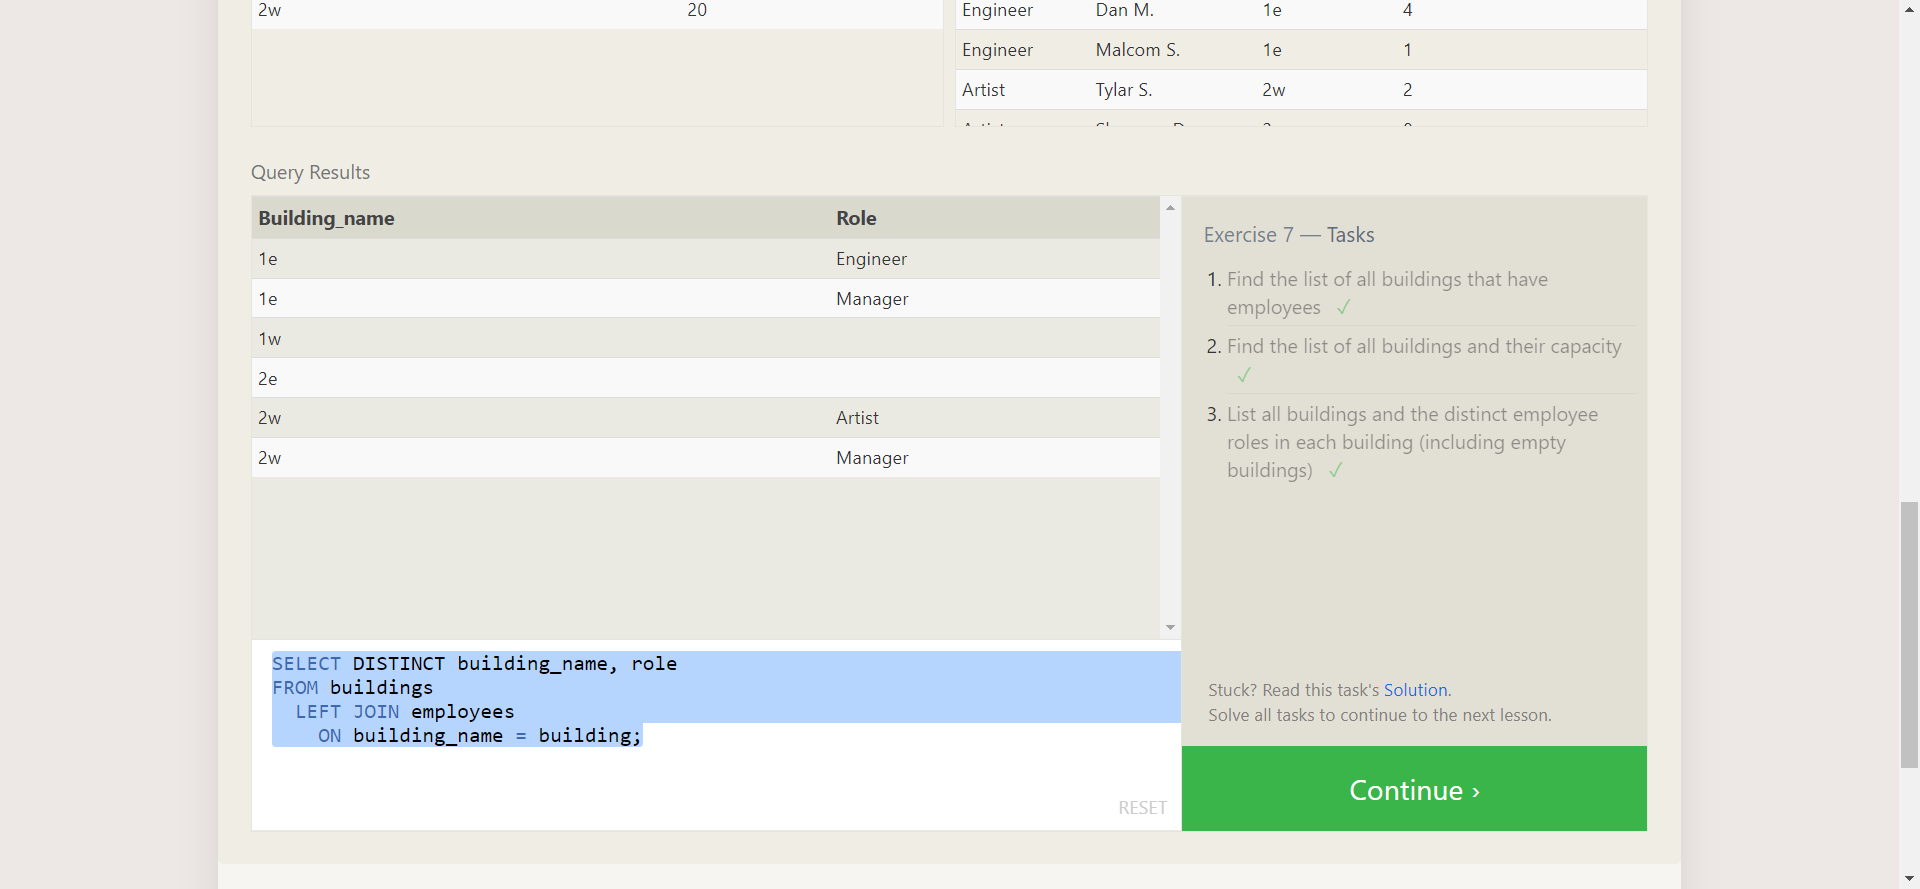 2w 20
Engineer Dan M. 1e 4
Engineer Malcom S. 1e 1
Artist Tylar S. 2w 2
Query Results
Building_name Role
1e Engineer
1e Manager
1w
2e
2w Artist
2w Manager
SELECT DISTINCT building_name, role
FROM buildings
LEFT JOIN employees
ON building_name = building;
RESET
Exercise 7 — Tasks
1. Find the list of all buildings that have
employees ✓
2. Find the list of all buildings and their capacity
✓
3. List all buildings and the distinct employee
roles in each building (including empty
buildings) ✓
Stuck? Read this task's Solution.
Solve all tasks to continue to the next lesson.
Continue ›